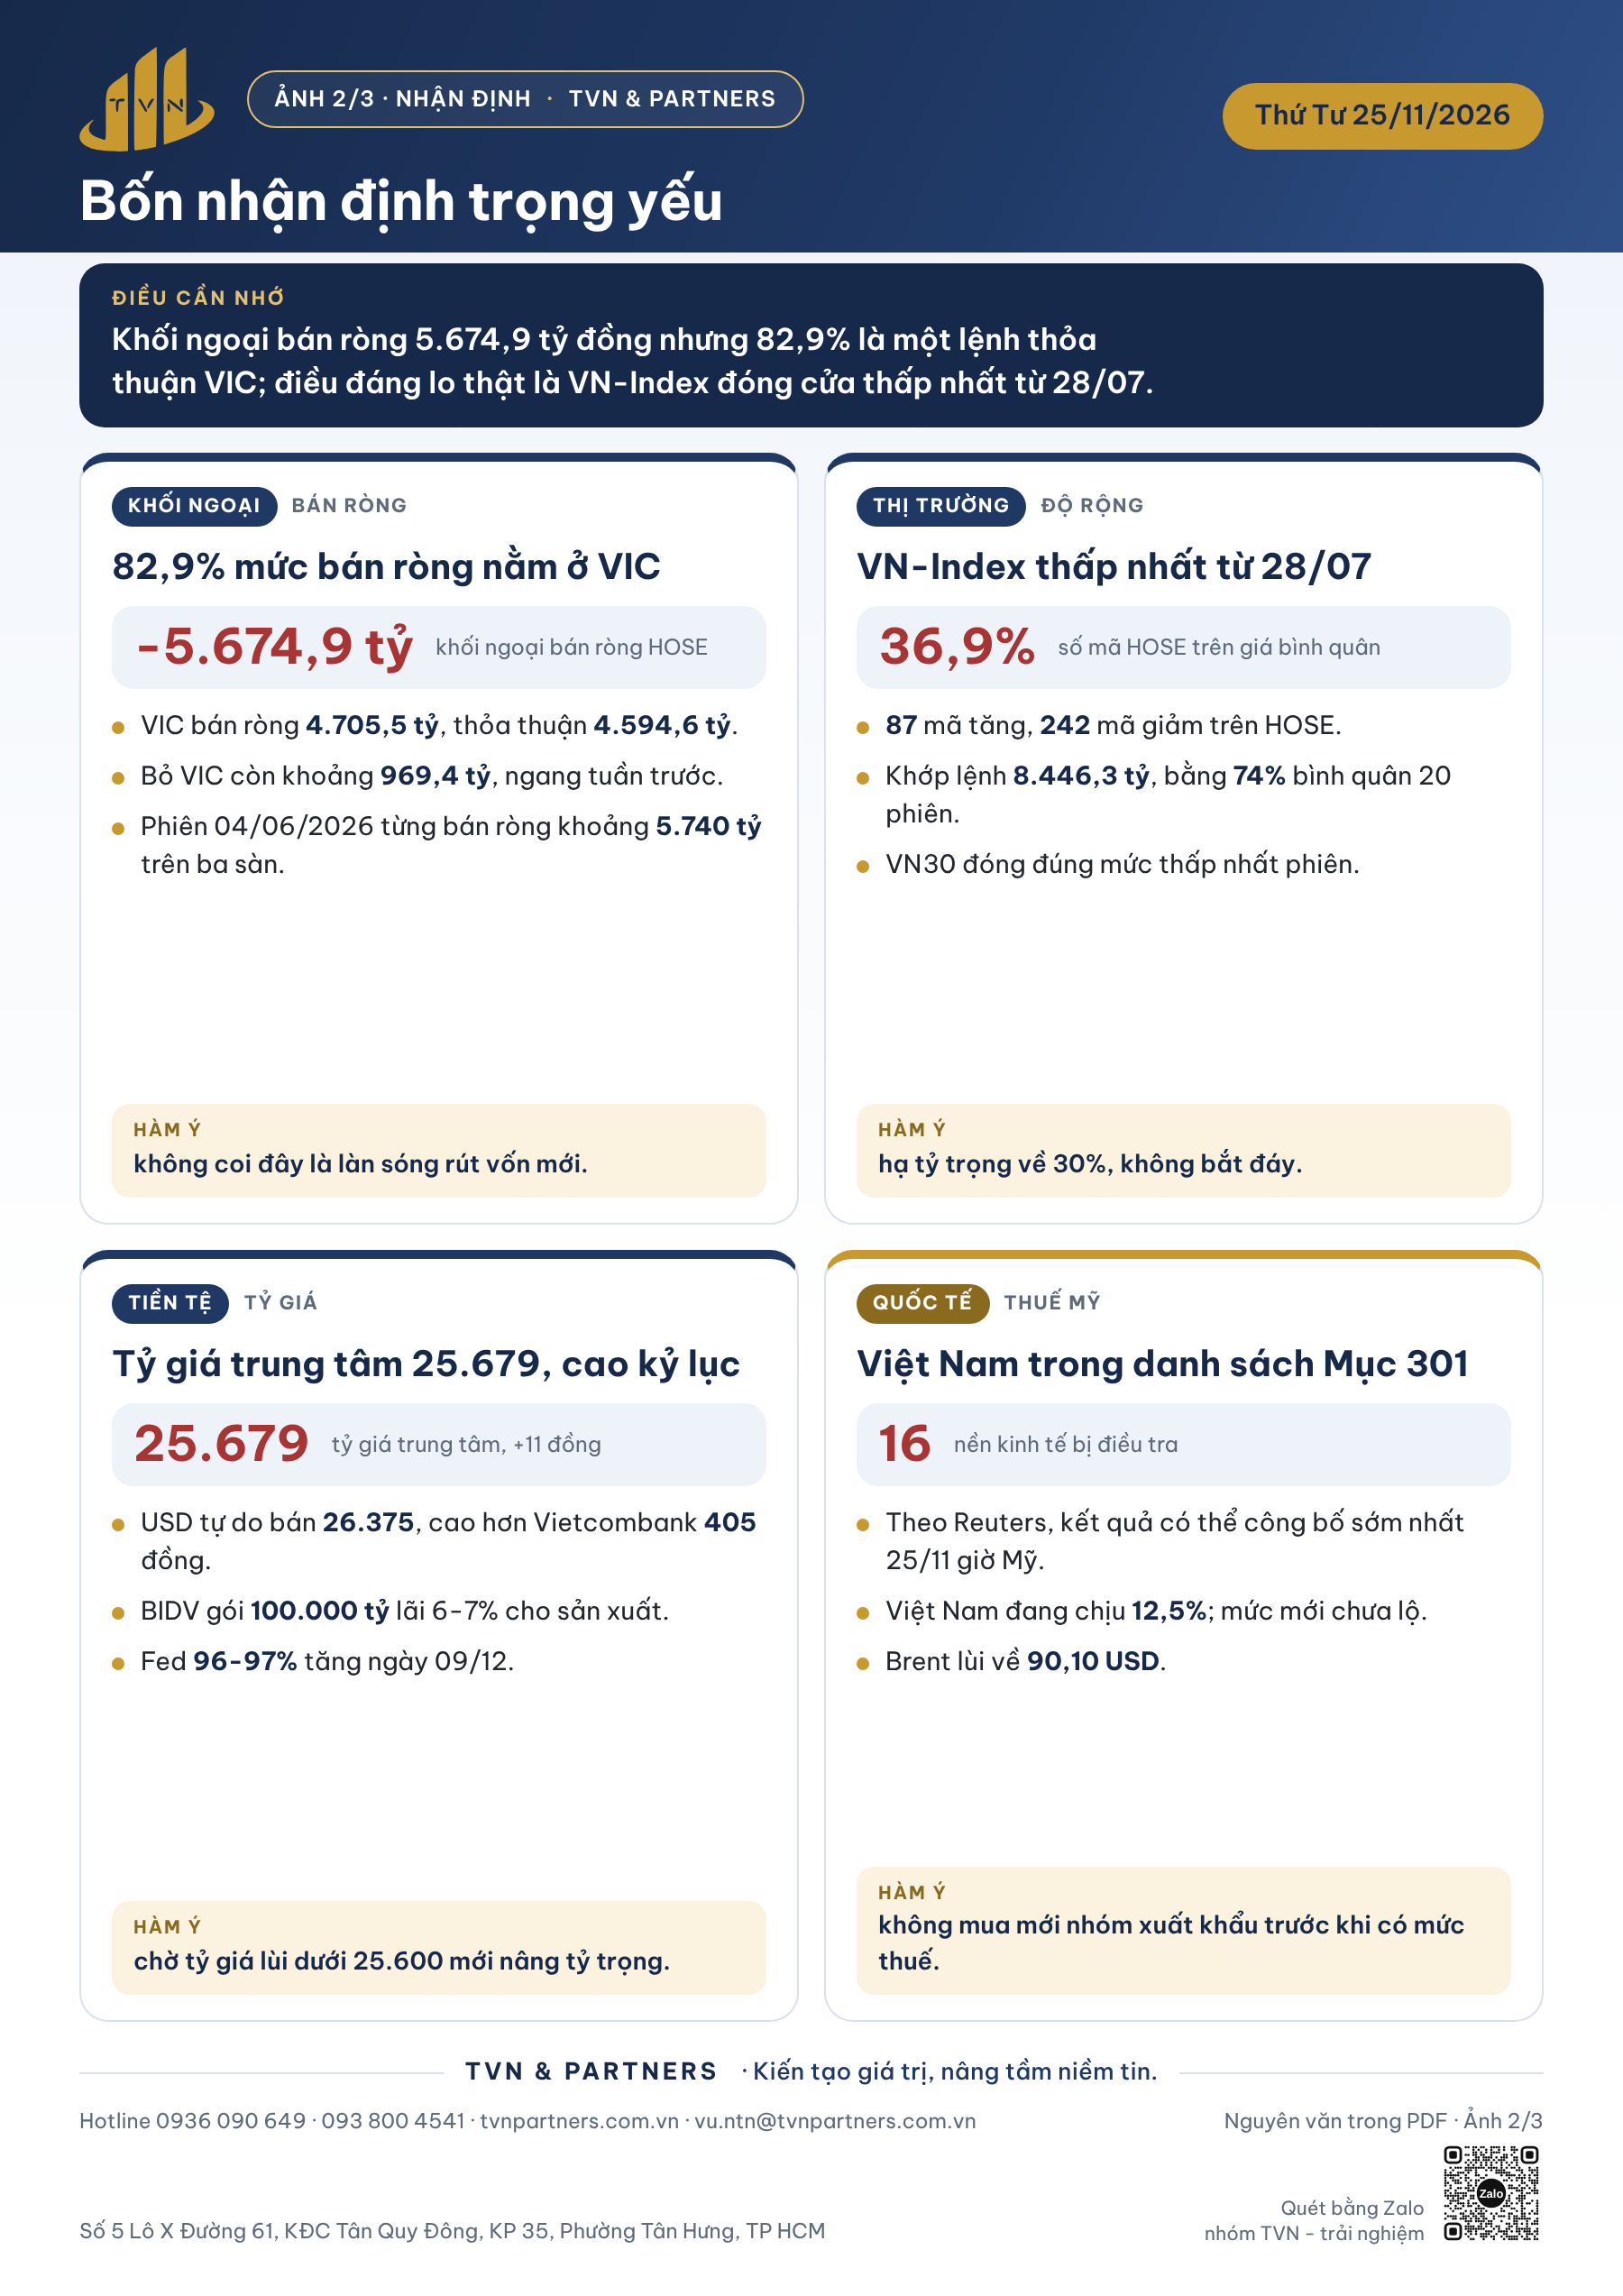 TVN
ẢNH 2/3 · NHẬN ĐỊNH · TVN & PARTNERS
Thứ Tư 25/11/2026
Bốn nhận định trọng yếu
ĐIỀU CẦN NHỚ
Khối ngoại bán ròng 5.674,9 tỷ đồng nhưng 82,9% là một lệnh thỏa
thuận VIC; điều đáng lo thật là VN-Index đóng cửa thấp nhất từ 28/07.
KHỐI NGOẠI BÁN RÒNG
82,9% mức bán ròng nằm ở VIC
-5.674,9 tỷ khối ngoại bán ròng HOSE
VIC bán ròng 4.705,5 tỷ, thỏa thuận 4.594,6 tỷ.
Bỏ VIC còn khoảng 969,4 tỷ, ngang tuần trước.
Phiên 04/06/2026 từng bán ròng khoảng 5.740 tỷ
trên ba sàn.
HÀM Ý
không coi đây là làn sóng rút vốn mới.
THỊ TRƯỜNG ĐỘ RỘNG
VN-Index thấp nhất từ 28/07
36,9% số mã HOSE trên giá bình quân
87 mã tăng, 242 mã giảm trên HOSE.
Khớp lệnh 8.446,3 tỷ, bằng 74% bình quân 20
phiên.
VN30 đóng đúng mức thấp nhất phiên.
HÀM Ý
hạ tỷ trọng về 30%, không bắt đáy.
TIỀN TỆ TỶ GIÁ
Tỷ giá trung tâm 25.679, cao kỷ lục
25.679 tỷ giá trung tâm, +11 đồng
USD tự do bán 26.375, cao hơn Vietcombank 405
đồng.
BIDV gói 100.000 tỷ lãi 6-7% cho sản xuất.
Fed 96-97% tăng ngày 09/12.
HÀM Ý
chờ tỷ giá lùi dưới 25.600 mới nâng tỷ trọng.
QUỐC TẾ THUẾ MỸ
Việt Nam trong danh sách Mục 301
16 nền kinh tế bị điều tra
Theo Reuters, kết quả có thể công bố sớm nhất
25/11 giờ Mỹ.
Việt Nam đang chịu 12,5%; mức mới chưa lộ.
Brent lùi về 90,10 USD.
HÀM Ý
không mua mới nhóm xuất khẩu trước khi có mức
thuế.
TVN & PARTNERS · Kiến tạo giá trị, nâng tầm niềm tin.
Hotline 0936 090 649 · 093 800 4541 · tvnpartners.com.vn · vu.ntn@tvnpartners.com.vn
Nguyên văn trong PDF · Ảnh 2/3
Zalo
Quét bằng Zalo
nhóm TVN - trải nghiệm
Số 5 Lô X Đường 61, KĐC Tân Quy Đông, KP 35, Phường Tân Hưng, TP HCM